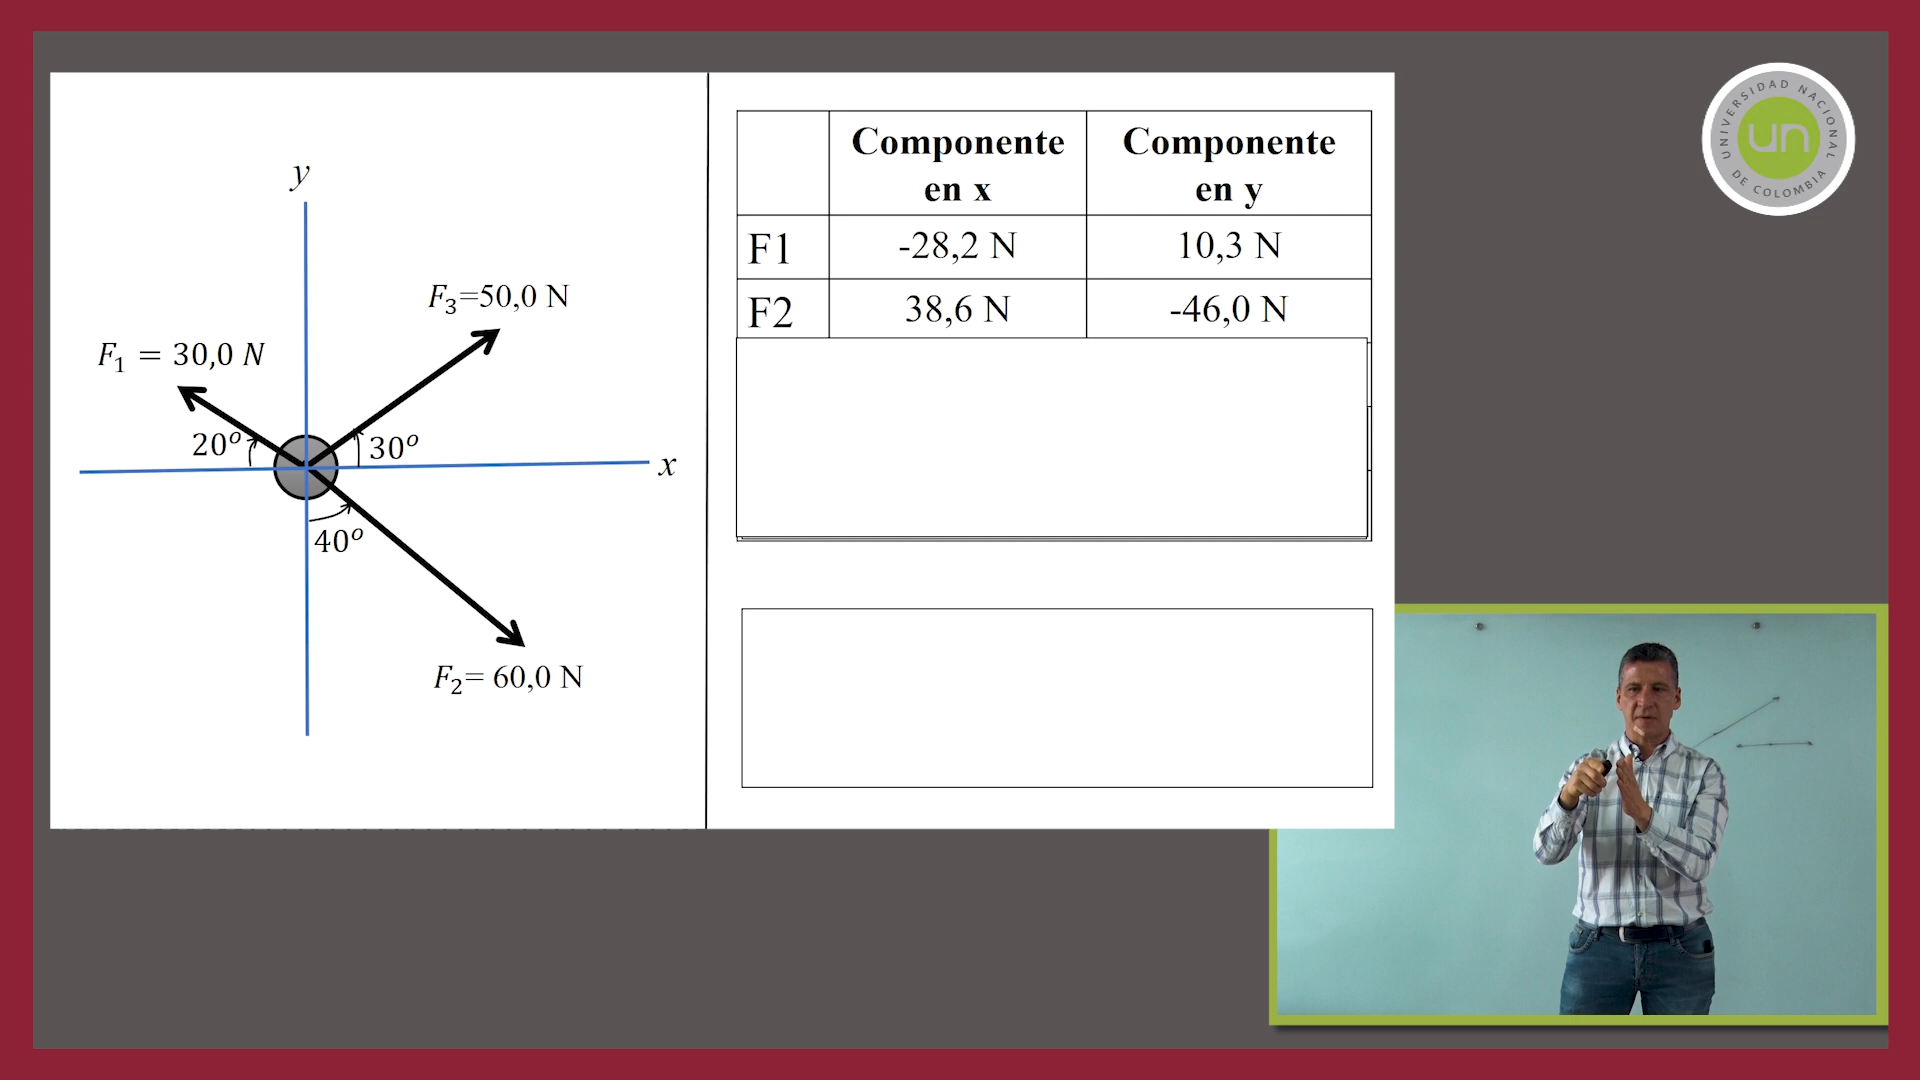 y
F₃=50,0 N
F₁ = 30,0 N
20°
30°
x
40°
F₂= 60,0 N
Componente en x
Componente en y
F1
-28,2 N
10,3 N
F2
38,6 N
-46,0 N
UNIVERSIDAD NACIONAL
un
DE COLOMBIA